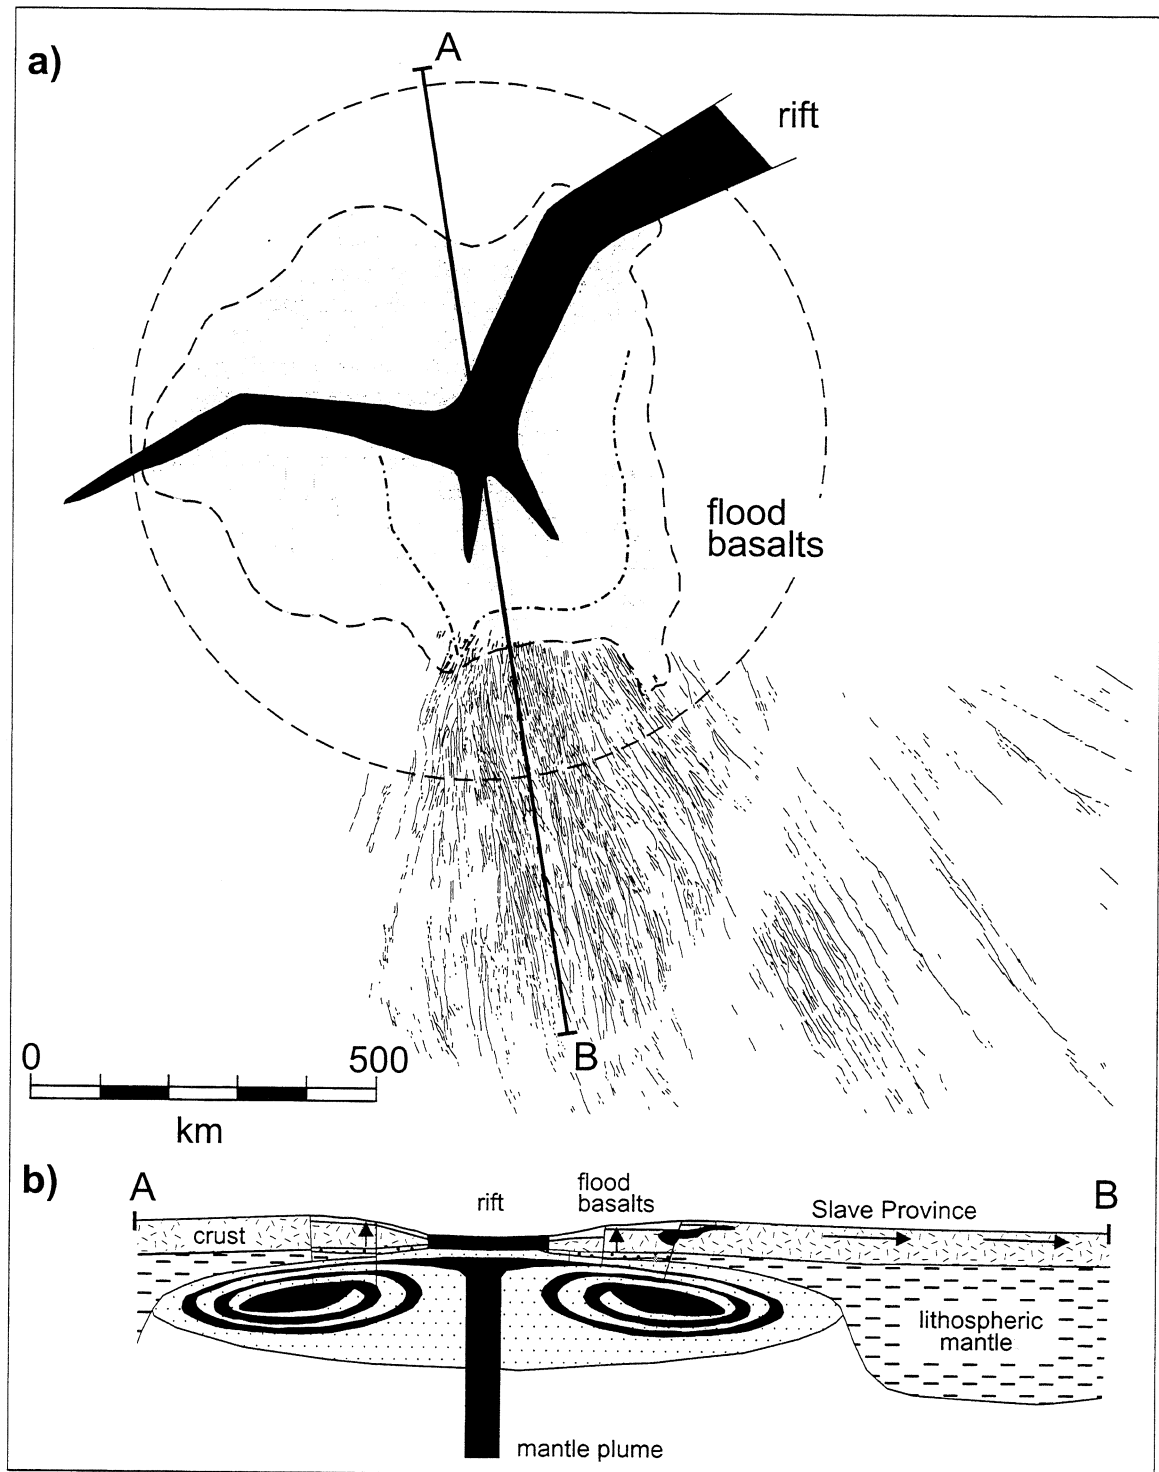 a)
A
rift
flood
basalts
0 500
km
B
b)
A
rift
flood
basalts
Slave Province
B
crust
lithospheric
mantle
mantle plume